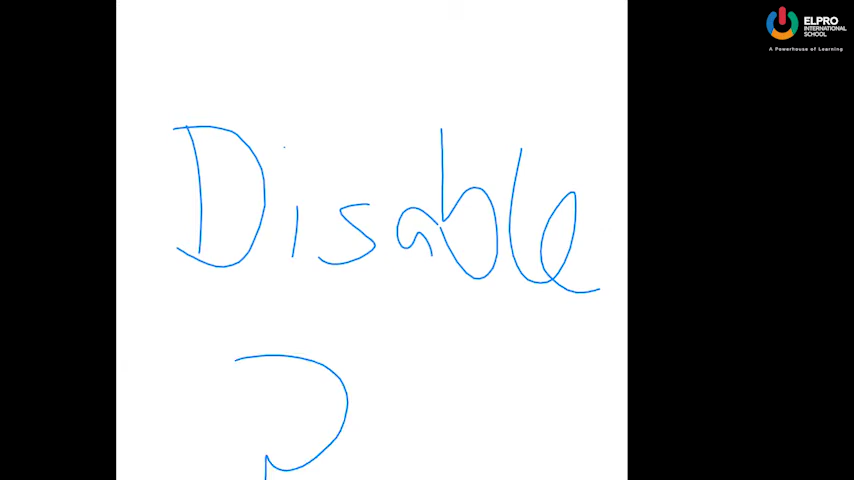 ELPRO
INTERNATIONAL
SCHOOL
A Powerhouse of Learning
Disable